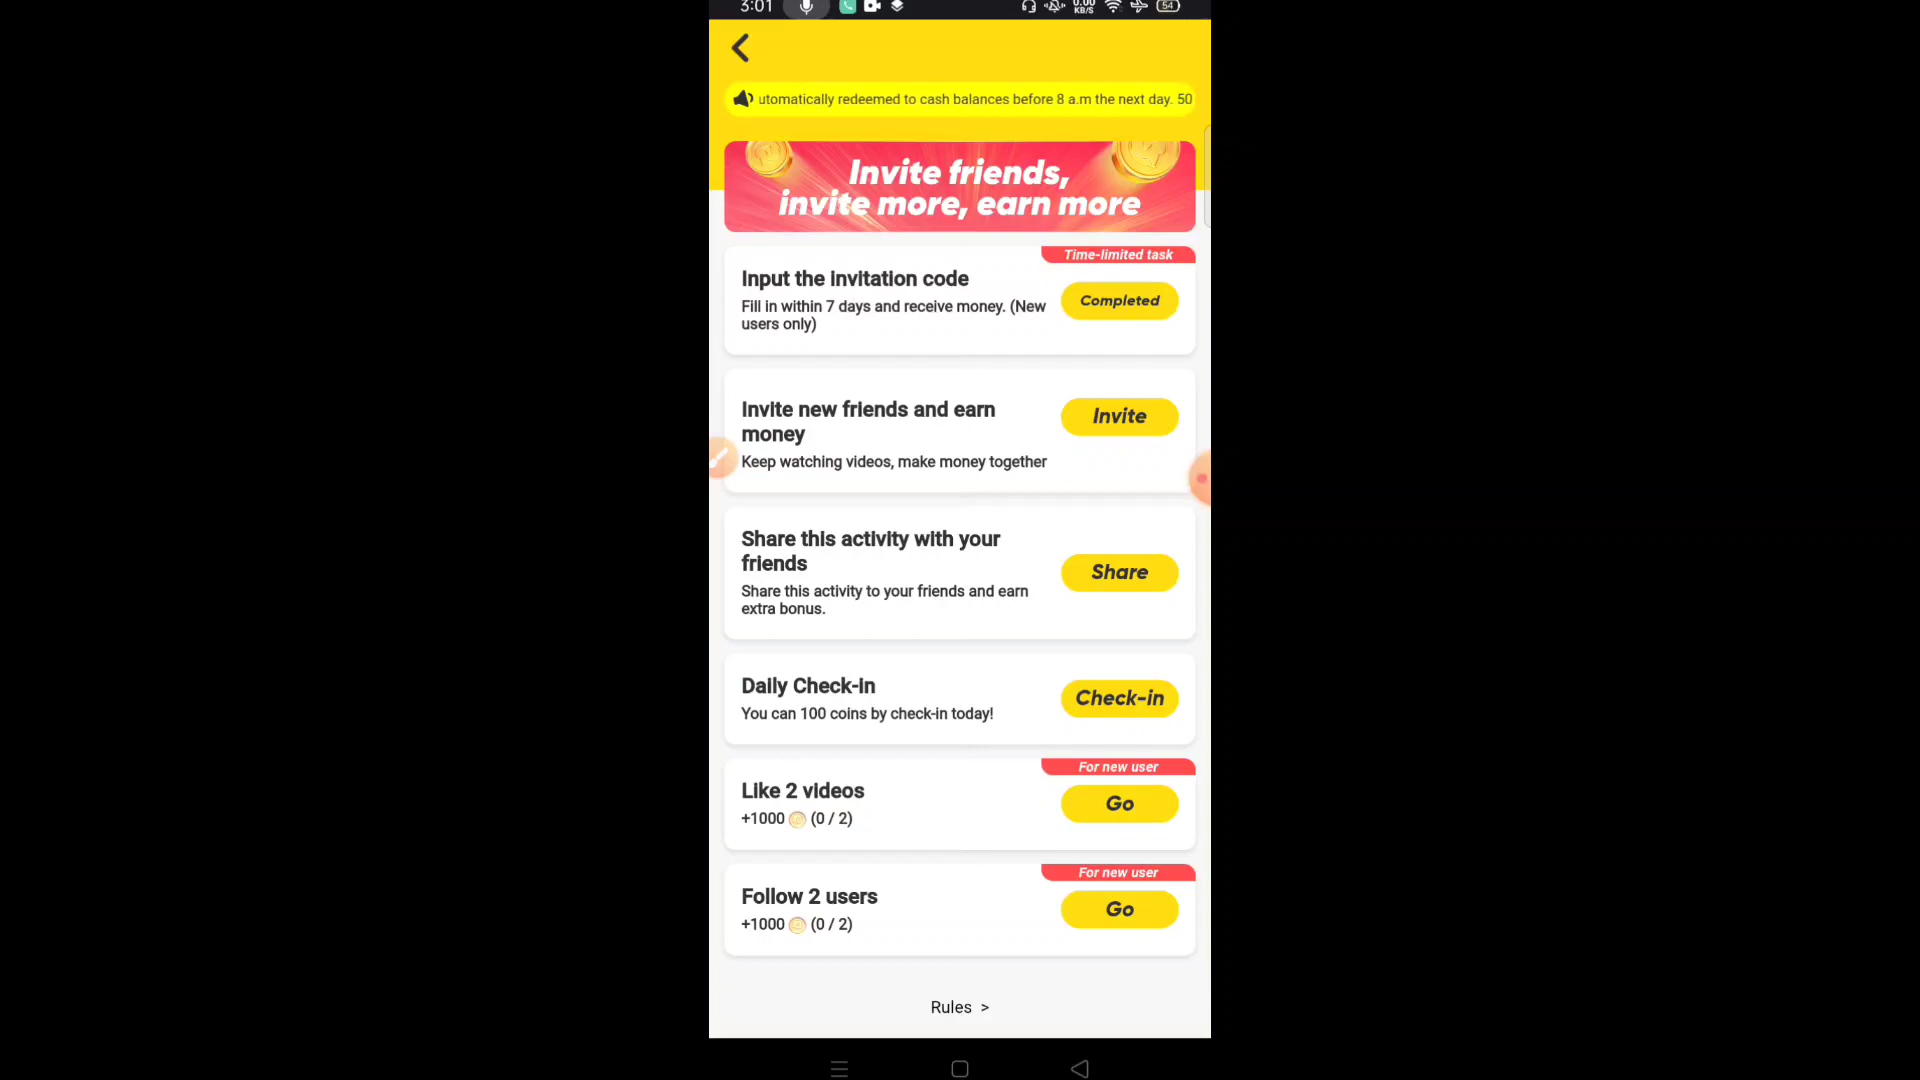 3:01
0.00
KB/S
54
utomatically redeemed to cash balances before 8 a.m the next day. 50
Invite friends,
invite more, earn more
Time-limited task
Input the invitation code
Fill in within 7 days and receive money. (New
users only)
Completed
Invite new friends and earn
money
Keep watching videos, make money together
Invite
Share this activity with your
friends
Share this activity to your friends and earn
extra bonus.
Share
Daily Check-in
You can 100 coins by check-in today!
Check-in
For new user
Like 2 videos
+1000 (0 / 2)
Go
For new user
Follow 2 users
+1000 (0 / 2)
Go
Rules >